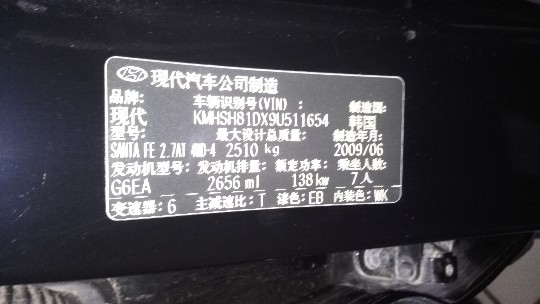 现代汽车公司制造
品牌: 车辆识别号(VIN) : 制造国:
现代 KMHSH81DX9U511654 韩国
型号: 最大设计总质量: 制造年月:
SANTA FE 2.7AT 4WD-4 2510 kg 2009/06
发动机型号: 发动机排量: 额定功率: 乘坐人数:
G6EA 2656 ml 138 kw 7人
变速器: 6 主减速比: T 漆色: EB 内装色: WK